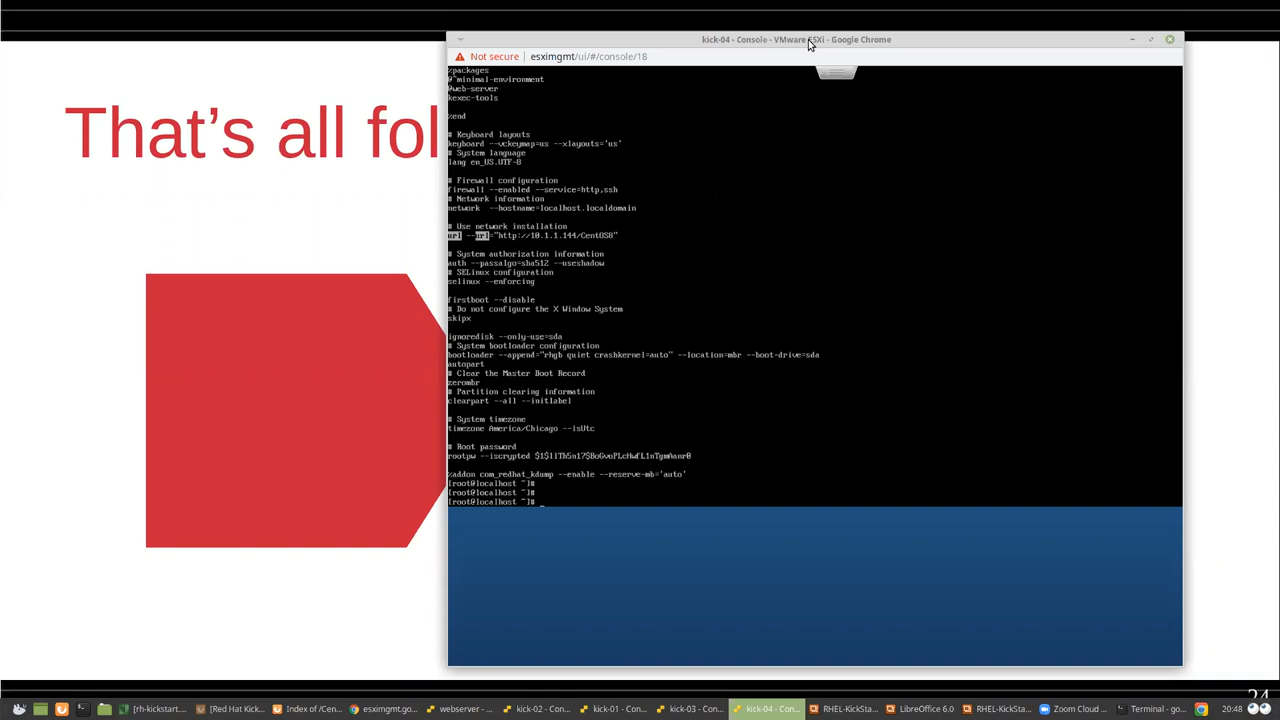 That's all fol
kick-04 - Console - VMware ESXi - Google Chrome
Not secure | esximgmt/ui/#/console/18
%packages
@^minimal-environment
@web-server
kexec-tools
%end
# Keyboard layouts
keyboard --vckeymap=us --xlayouts='us'
# System language
lang en_US.UTF-8
# Firewall configuration
firewall --enabled --service=http,ssh
# Network information
network  --hostname=localhost.localdomain
# Use network installation
url --url="http://10.1.1.144/CentOS8"
# System authorization information
auth --passalgo=sha512 --useshadow
# SELinux configuration
selinux --enforcing
firstboot --disable
# Do not configure the X Window System
skipx
ignoredisk --only-use=sda
# System bootloader configuration
bootloader --append="rhgb quiet crashkernel=auto" --location=mbr --boot-drive=sda
autopart
# Clear the Master Boot Record
zerombr
# Partition clearing information
clearpart --all --initlabel
# System timezone
timezone America/Chicago --isUtc
# Root password
rootpw --iscrypted
%addon com_redhat_kdump --enable --reserve-mb='auto'
[root@localhost ~]#
[root@localhost ~]#
[root@localhost ~]# _
24
[rh-kickstart...
[Red Hat Kick...
Index of /Cen...
esximgmt.go...
webserver - ...
kick-02 - Con...
kick-01 - Con...
kick-03 - Con...
kick-04 - Con...
RHEL-KickSta...
LibreOffice 6.0
RHEL-KickSta...
Zoom Cloud ...
Terminal - go...
20:48